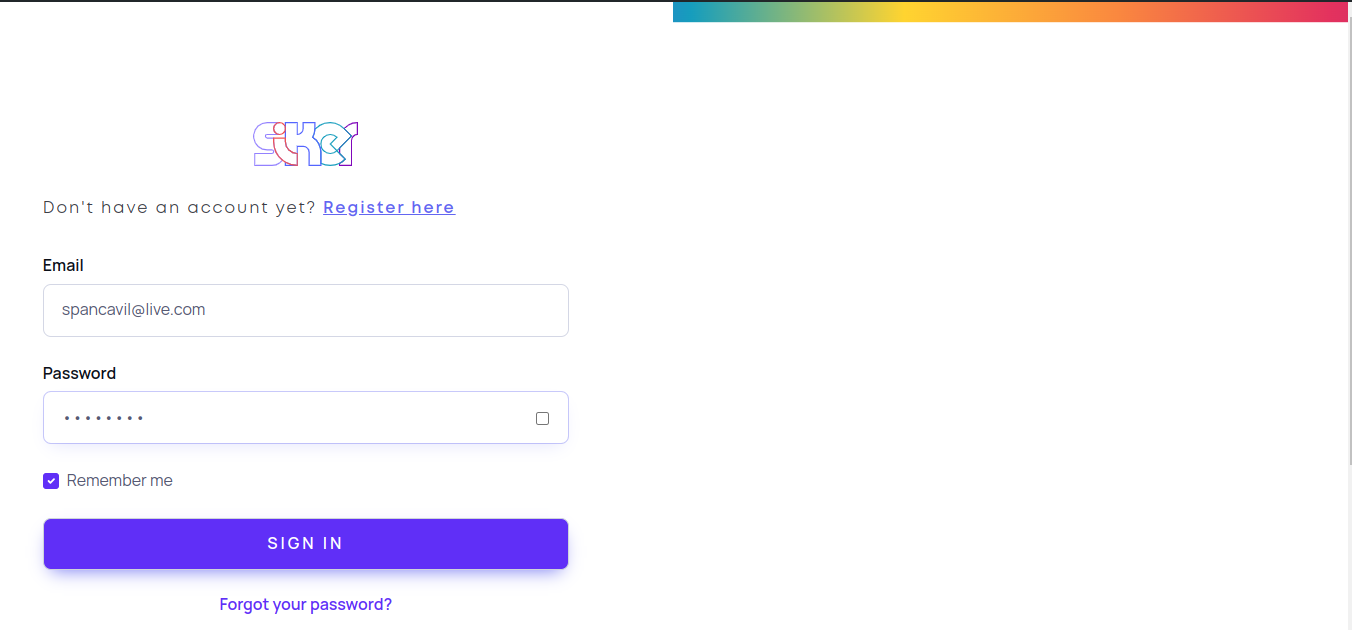 siker
Don't have an account yet? Register here
Email
spancavil@live.com
Password
••••••••
Remember me
SIGN IN
Forgot your password?